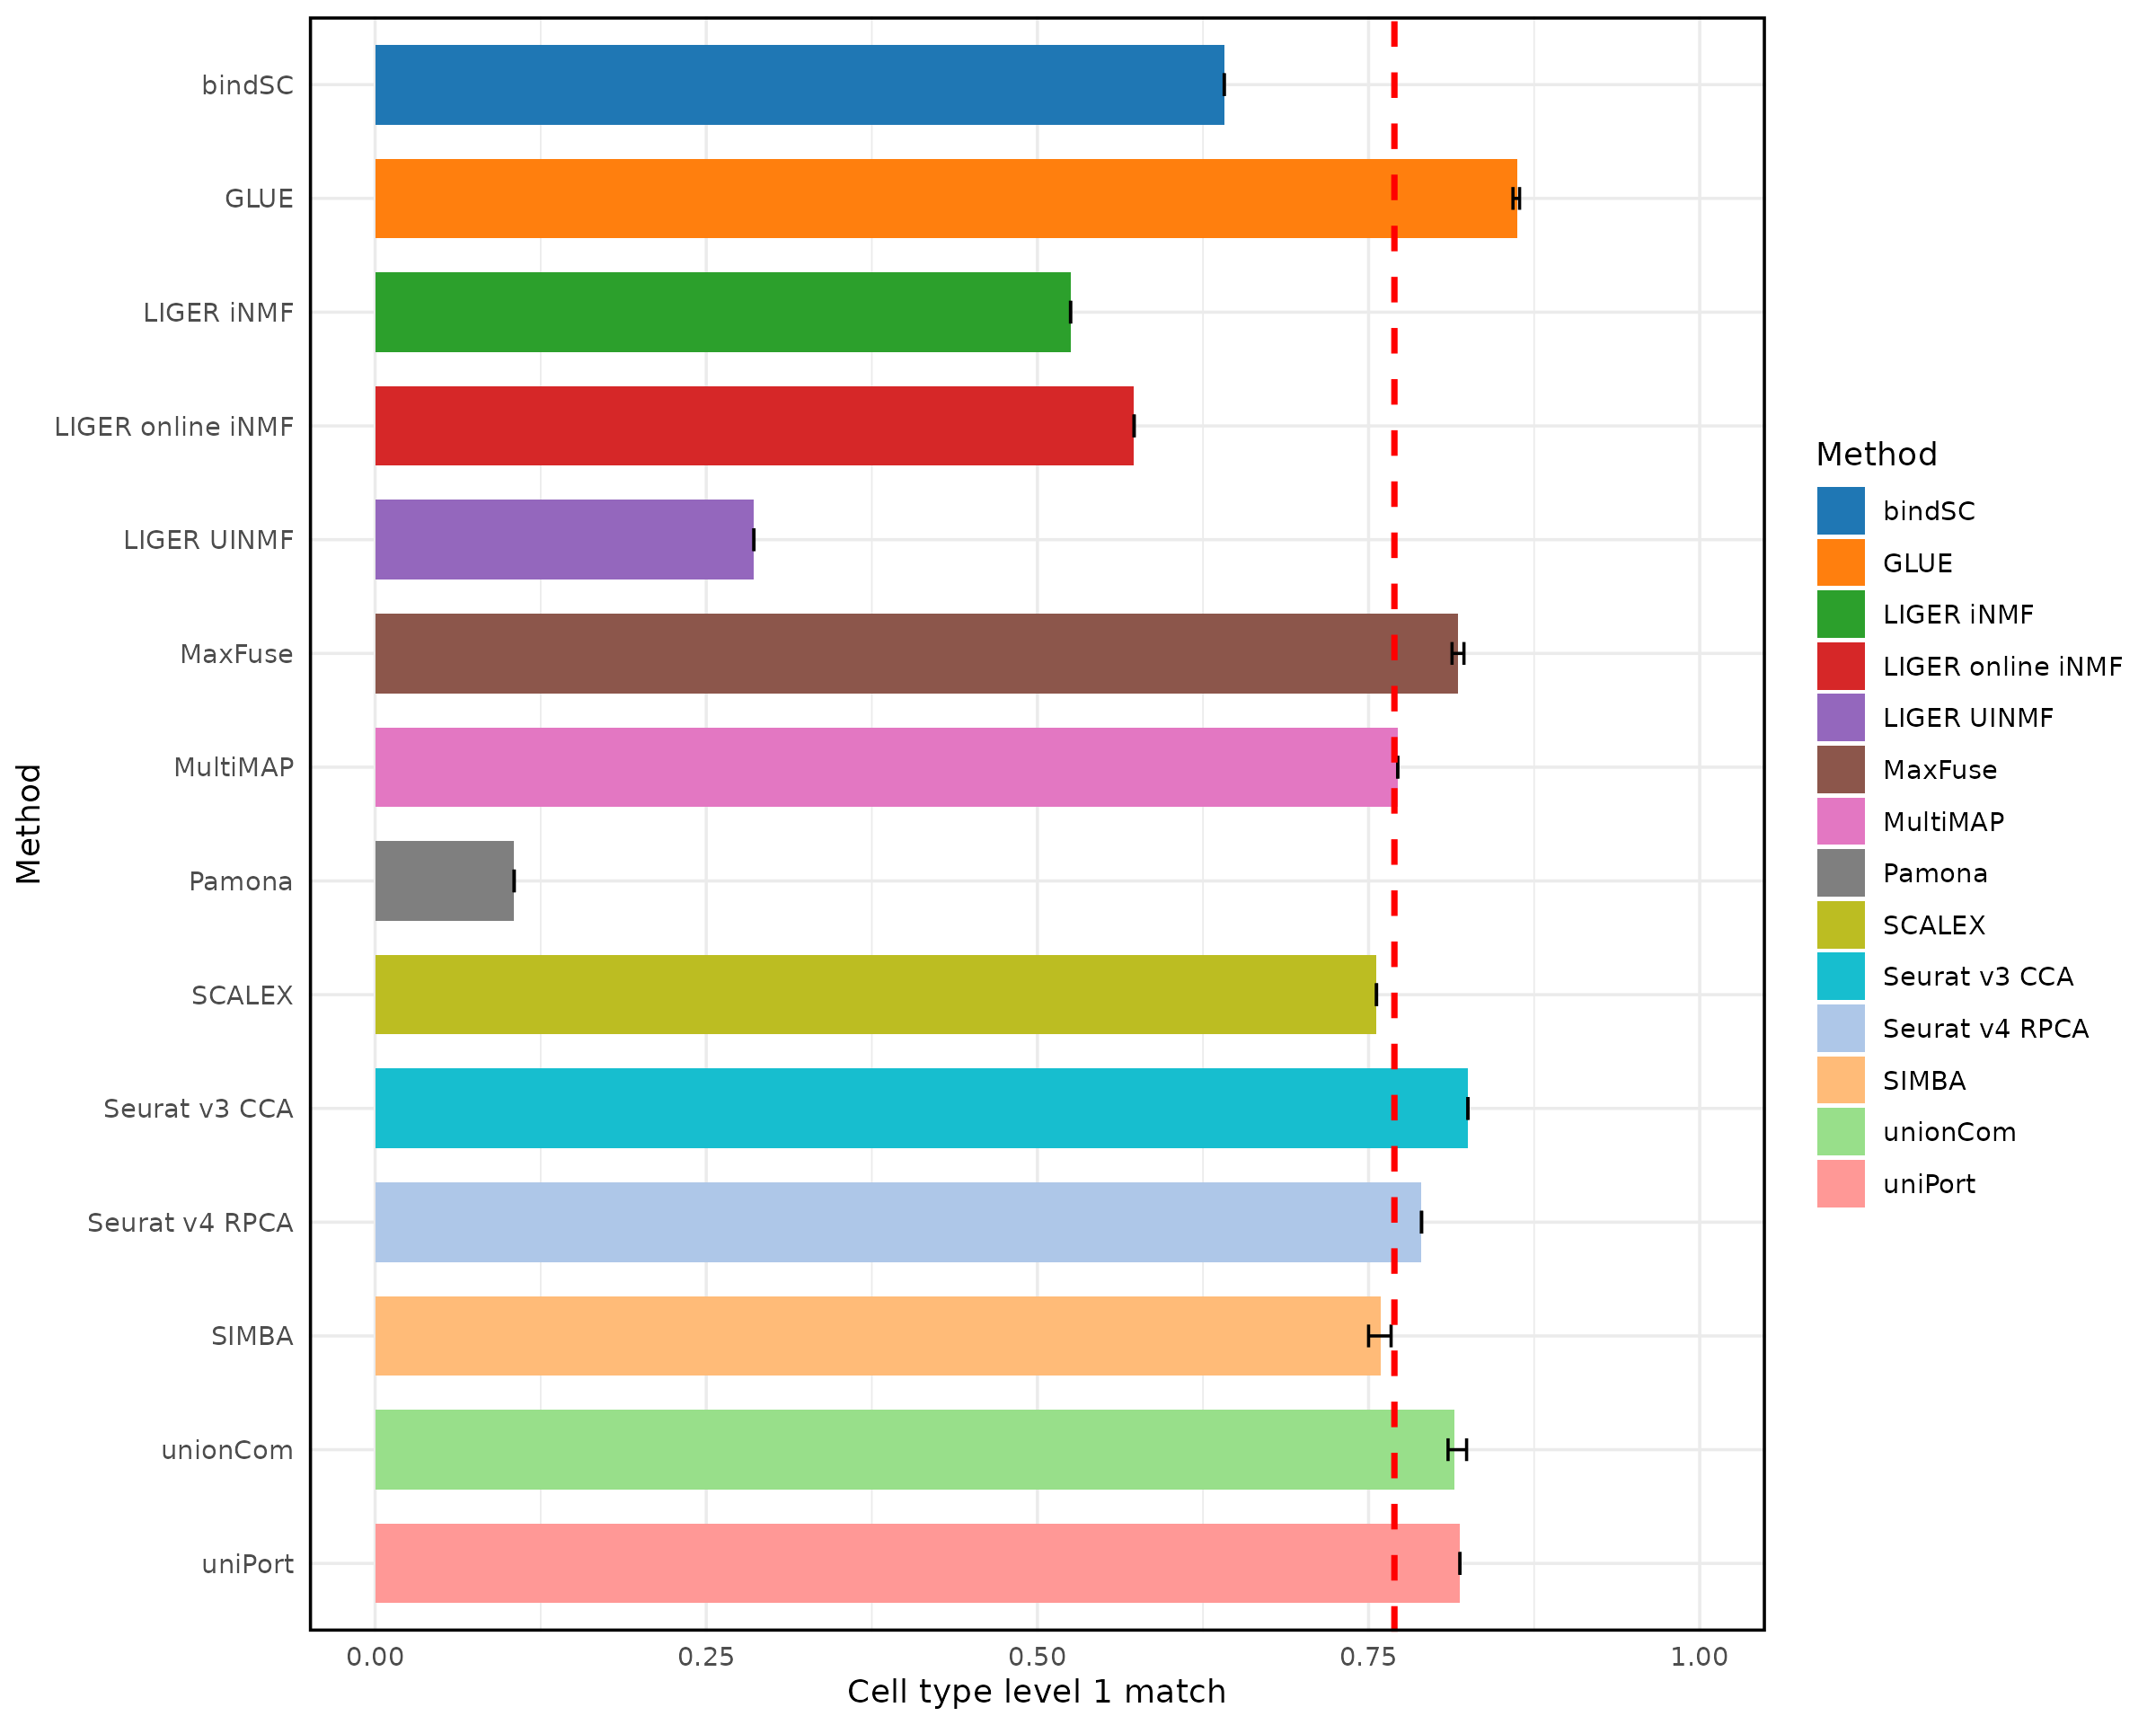 bindSC
GLUE
LIGER iNMF
LIGER online iNMF
LIGER UINMF
MaxFuse
MultiMAP
Pamona
SCALEX
Seurat v3 CCA
Seurat v4 RPCA
SIMBA
unionCom
uniPort
Method
0.00 0.25 0.50 0.75 1.00
Cell type level 1 match
Method
bindSC
GLUE
LIGER iNMF
LIGER online iNMF
LIGER UINMF
MaxFuse
MultiMAP
Pamona
SCALEX
Seurat v3 CCA
Seurat v4 RPCA
SIMBA
unionCom
uniPort